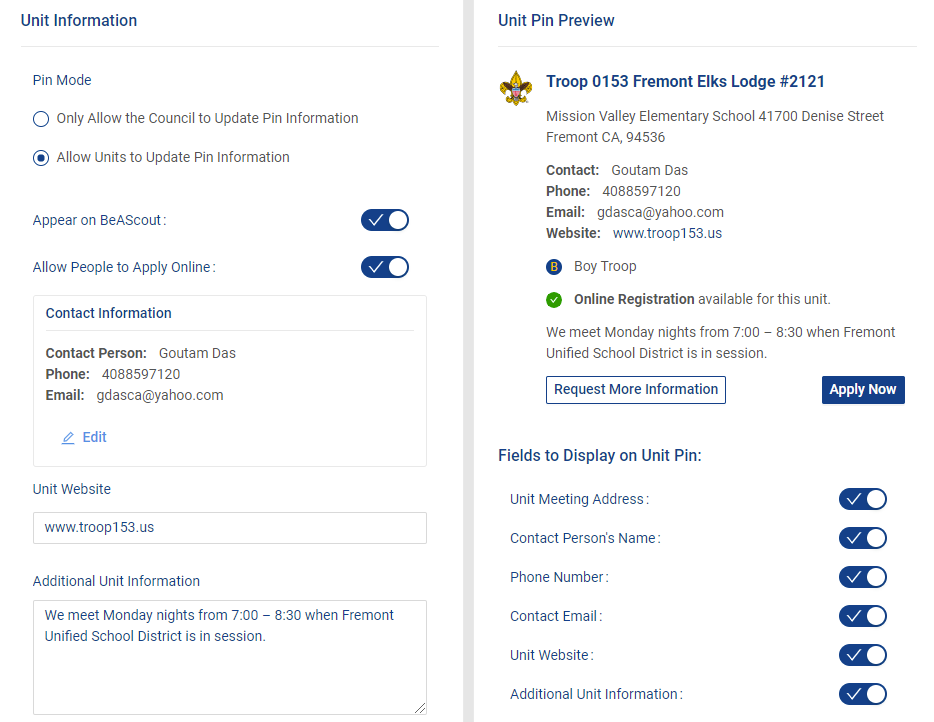 Unit Information
Pin Mode
Only Allow the Council to Update Pin Information
Allow Units to Update Pin Information
Appear on BeAScout:
Allow People to Apply Online:
Contact Information
Contact Person: Goutam Das
Phone: 4088597120
Email: gdasca@yahoo.com
Edit
Unit Website
www.troop153.us
Additional Unit Information
We meet Monday nights from 7:00 – 8:30 when Fremont
Unified School District is in session.
Unit Pin Preview
Troop 0153 Fremont Elks Lodge #2121
Mission Valley Elementary School 41700 Denise Street
Fremont CA, 94536
Contact: Goutam Das
Phone: 4088597120
Email: gdasca@yahoo.com
Website: www.troop153.us
B Boy Troop
Online Registration available for this unit.
We meet Monday nights from 7:00 – 8:30 when Fremont
Unified School District is in session.
Request More Information
Apply Now
Fields to Display on Unit Pin:
Unit Meeting Address:
Contact Person's Name:
Phone Number:
Contact Email:
Unit Website:
Additional Unit Information: